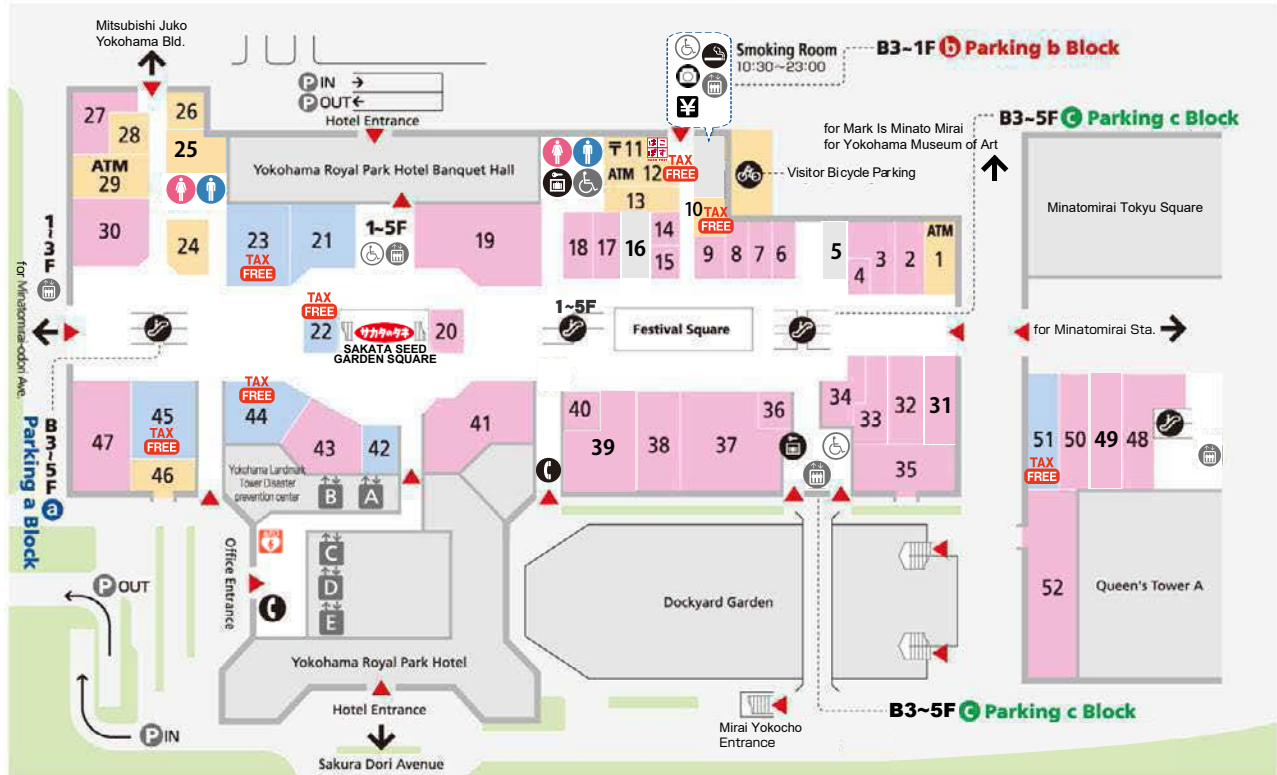 Mitsubishi Juko
Yokohama Bld.
P IN
P OUT
Hotel Entrance
Smoking Room
10:30~23:00
B3~1F b Parking b Block
B3~5F C Parking c Block
for Mark Is Minato Mirai
for Yokohama Museum of Art
¥
27
28
26
25
ATM
29
30
24
Yokohama Royal Park Hotel Banquet Hall
〒11
ATM 12
TAX
FREE
13
Visitor Bicycle Parking
Minatomirai Tokyu Square
23
TAX
FREE
21
1~5F
19
18
17
16
14
15
10
TAX
FREE
9
8
7
6
5
4
3
2
ATM
1
1~3F
for Minatomirai-odori Ave.
TAX
FREE
22
サカタのタネ
SAKATA SEED
GARDEN SQUARE
20
1~5F
Festival Square
for Minatomirai Sta.
47
45
TAX
FREE
46
TAX
FREE
44
43
42
41
40
39
38
37
36
34
33
32
31
35
51
TAX
FREE
50
49
48
52
B3~5F
a
Parking a Block
Yokohama Landmark
Tower Disaster
prevention center
B
A
AED
C
D
E
Office Entrance
P OUT
P IN
Dockyard Garden
Queen's Tower A
Yokohama Royal Park Hotel
Hotel Entrance
Sakura Dori Avenue
Mirai Yokocho
Entrance
B3~5F C Parking c Block